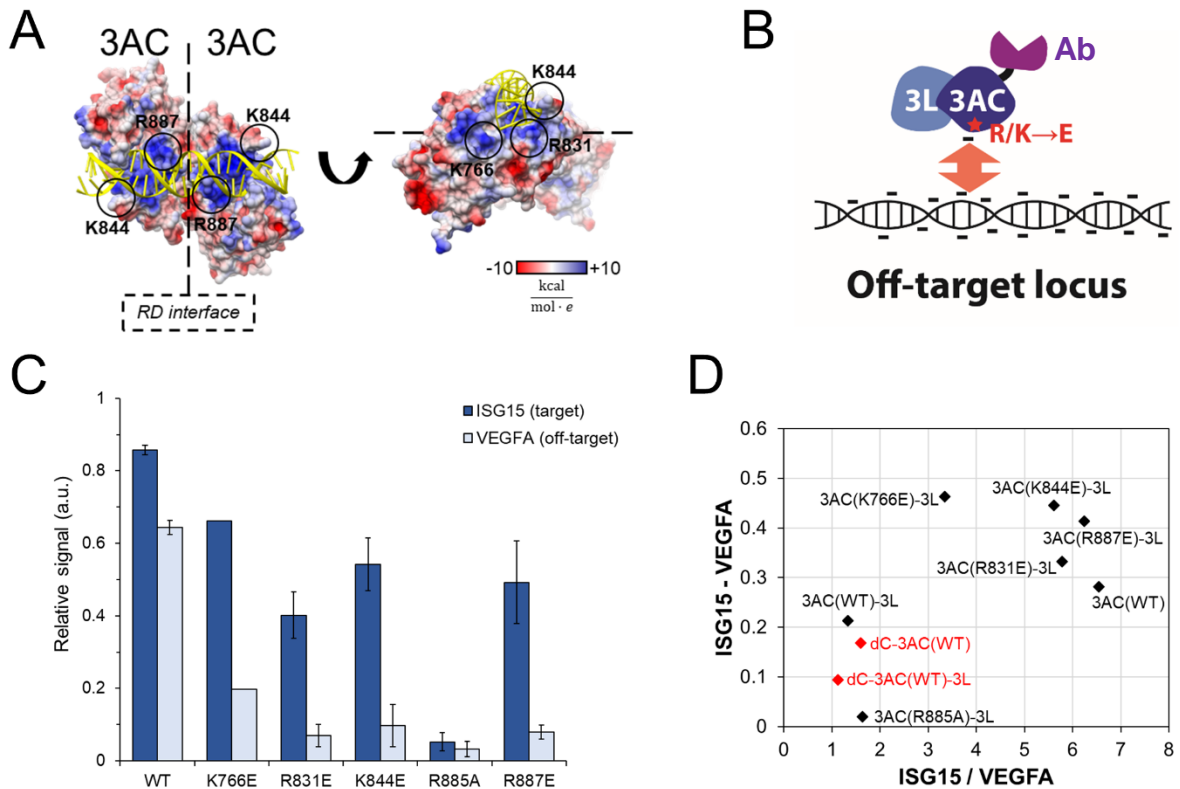 A
3AC 3AC
K844
R887
K844
R887
RD interface
K844
R831
K766
-10 +10
kcal
mol · e
B
Ab
3L 3AC
R/K→E
Off-target locus
C
ISG15 (target)
VEGFA (off-target)
Relative signal (a.u.)
1
0.8
0.6
0.4
0.2
0
WT K766E R831E K844E R885A R887E
D
ISG15 - VEGFA
0.6
0.5
0.4
0.3
0.2
0.1
0
3AC(K766E)-3L
3AC(K844E)-3L
3AC(R887E)-3L
3AC(R831E)-3L
3AC(WT)
3AC(WT)-3L
dC-3AC(WT)
dC-3AC(WT)-3L
3AC(R885A)-3L
0 1 2 3 4 5 6 7 8
ISG15 / VEGFA